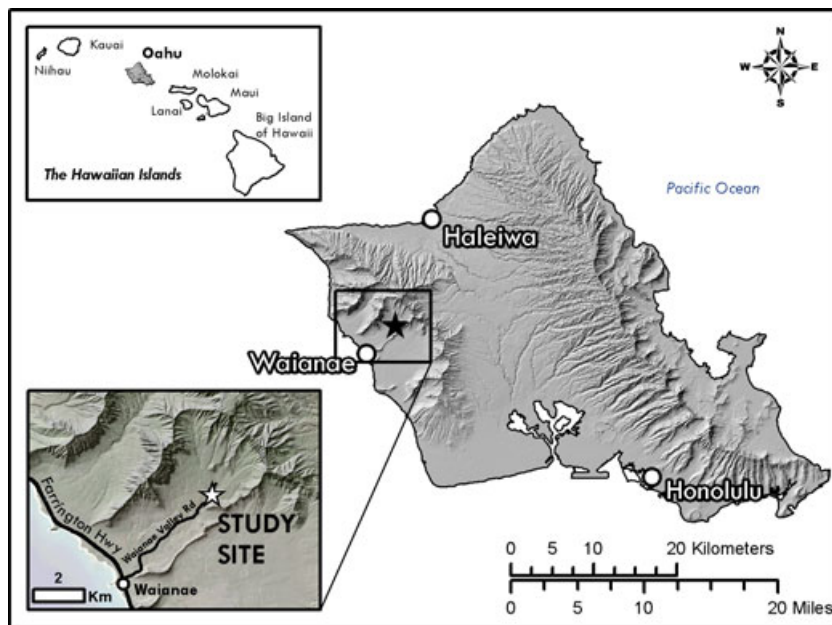 Kauai
Niihau
Oahu
Molokai
Maui
Lanai
Big Island
of Hawaii
The Hawaiian Islands
N
W E
S
Pacific Ocean
Haleiwa
Waianae
Honolulu
Farrington Hwy
Waianae Valley Rd
STUDY
SITE
Waianae
2
Km
0 5 10 20 Kilometers
0 5 10 20 Miles